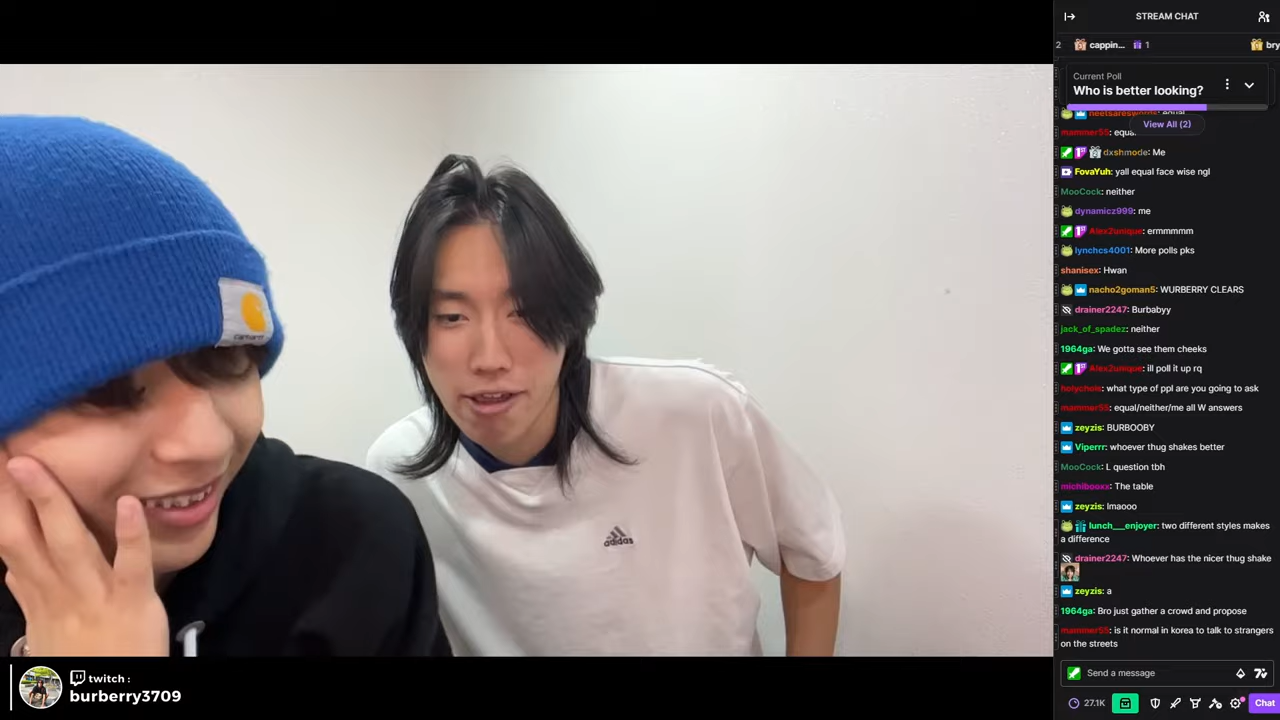 STREAM CHAT
2 cappin... 1 bry
Current Poll
Who is better looking?
View All (2)
mammer55: equal
dxshmode: Me
FovaYuh: yall equal face wise ngl
MooCock: neither
dynamicz999: me
Alex2unique: ermmmmm
lynchcs4001: More polls pks
shanisex: Hwan
nacho2goman5: WURBERRY CLEARS
drainer2247: Burbabyy
jack_of_spadez: neither
1964ga: We gotta see them cheeks
Alex2unique: ill poll it up rq
what type of ppl are you going to ask
mammer55: equal/neither/me all W answers
zeyzis: BURBOOBY
Viperrr: whoever thug shakes better
MooCock: L question tbh
michibooxx: The table
zeyzis: lmaooo
lunch__enjoyer: two different styles makes
a difference
drainer2247: Whoever has the nicer thug shake
zeyzis: a
1964ga: Bro just gather a crowd and propose
mammer55: is it normal in korea to talk to strangers
on the streets
Send a message
27.1K
Chat
carhartt
adidas
twitch :
burberry3709